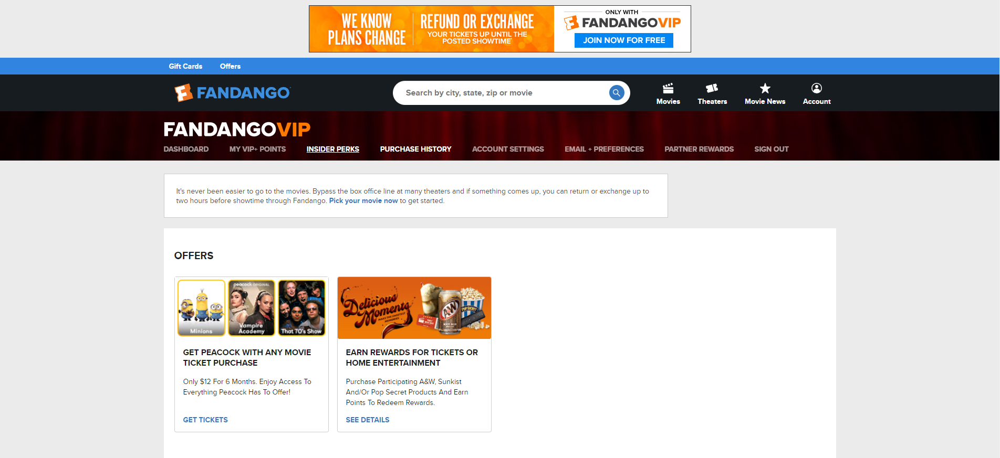 WE KNOW
PLANS CHANGE
REFUND OR EXCHANGE
YOUR TICKETS UP UNTIL THE
POSTED SHOWTIME
ONLY WITH
FANDANGOVIP
JOIN NOW FOR FREE
Gift Cards Offers
FANDANGO
Search by city, state, zip or movie
Movies Theaters Movie News Account
FANDANGOVIP
DASHBOARD MY VIP+ POINTS INSIDER PERKS PURCHASE HISTORY ACCOUNT SETTINGS EMAIL + PREFERENCES PARTNER REWARDS SIGN OUT
It's never been easier to go to the movies. Bypass the box office line at many theaters and if something comes up, you can return or exchange up to
two hours before showtime through Fandango. Pick your movie now to get started.
OFFERS
Minions
peacock ORIGINAL
Vampire
Academy
That 70's Show
GET PEACOCK WITH ANY MOVIE
TICKET PURCHASE
Only $12 For 6 Months. Enjoy Access To
Everything Peacock Has To Offer!
GET TICKETS
Delicious
Moments
MAKE THE SWEETEST
MEMORIES
A&W
ROOT BEER
POP SECRET
EARN REWARDS FOR TICKETS OR
HOME ENTERTAINMENT
Purchase Participating A&W, Sunkist
And/Or Pop Secret Products And Earn
Points To Redeem Rewards.
SEE DETAILS